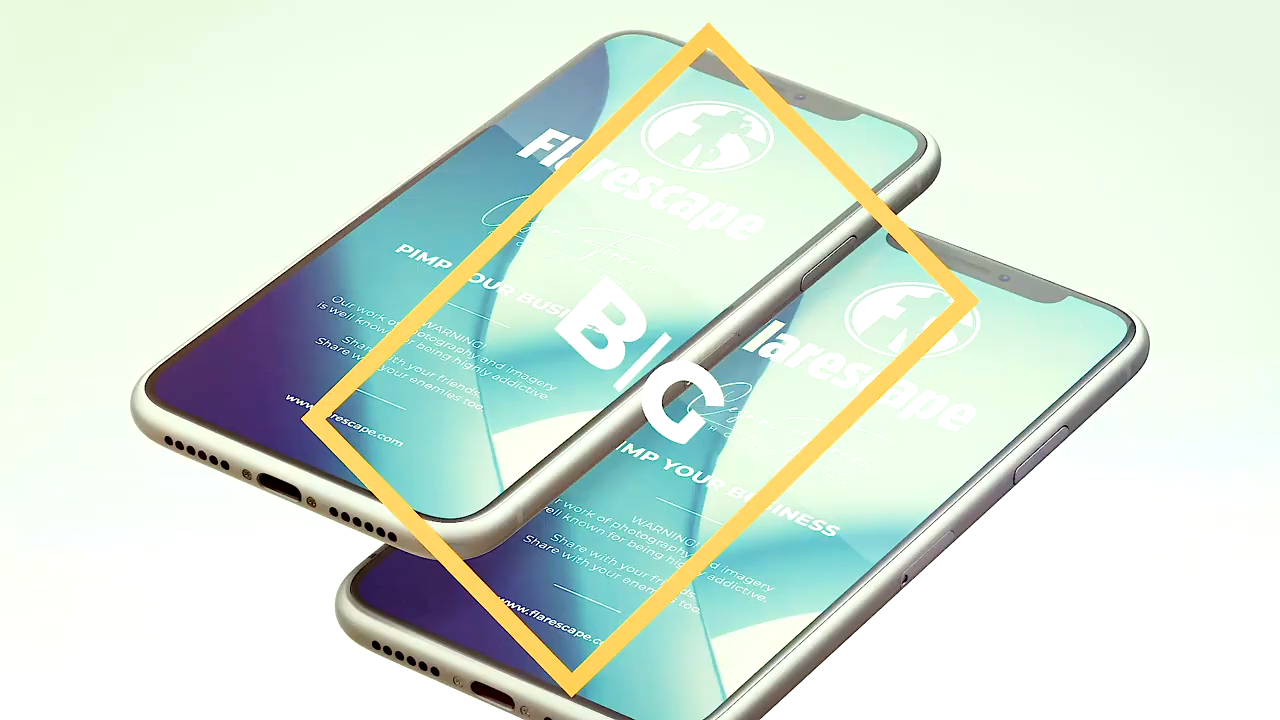 FS
Flarescape
PIMP YOUR BUSINESS
WARNING!
Our work of photography and imagery
is well known for being highly addictive.
Share with your friends.
Share with your enemies too.
www.flarescape.com
B|G
FS
Flarescape
PIMP YOUR BUSINESS
WARNING!
Our work of photography and imagery
well known for being highly addictive.
Share with your friends.
Share with your enemies too.
www.flarescape.co